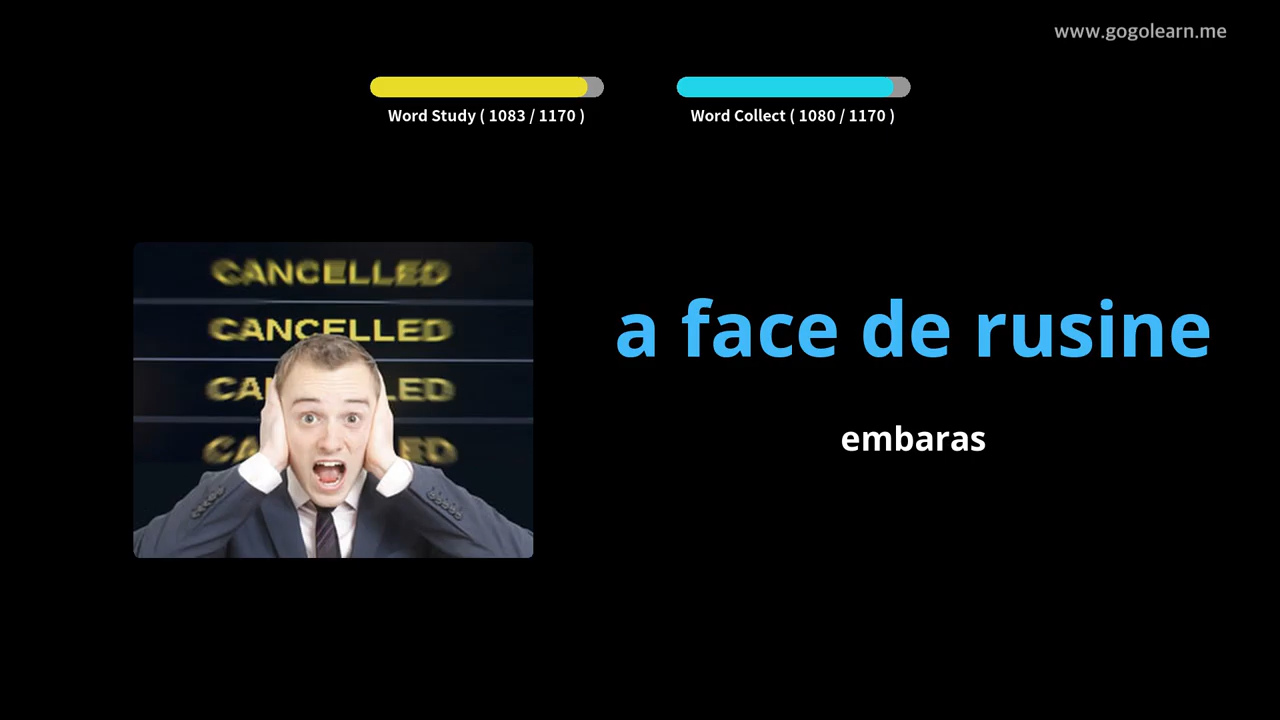 www.gogolearn.me
Word Study ( 1083 / 1170 )
Word Collect ( 1080 / 1170 )
CANCELLED
CANCELLED
a face de rusine
embaras